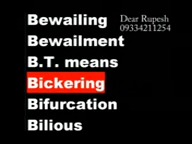 Bewailing
Dear Rupesh
09334211254
Bewailment
B.T. means
Bickering
Bifurcation
Bilious